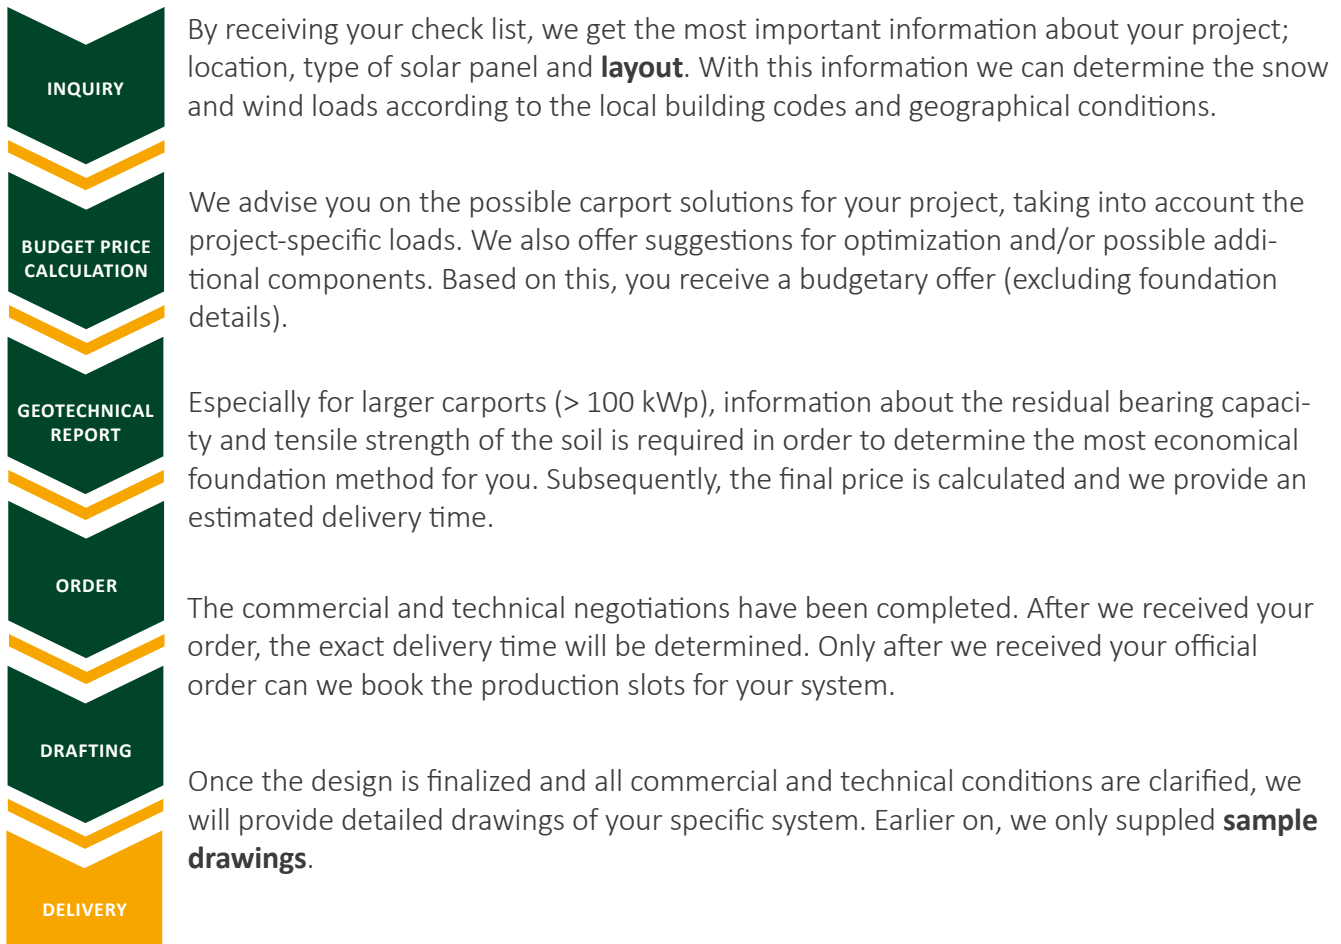 INQUIRY
By receiving your check list, we get the most important information about your project;
location, type of solar panel and layout. With this information we can determine the snow
and wind loads according to the local building codes and geographical conditions.
BUDGET PRICE
CALCULATION
We advise you on the possible carport solutions for your project, taking into account the
project-specific loads. We also offer suggestions for optimization and/or possible addi-
tional components. Based on this, you receive a budgetary offer (excluding foundation
details).
GEOTECHNICAL
REPORT
Especially for larger carports (> 100 kWp), information about the residual bearing capaci-
ty and tensile strength of the soil is required in order to determine the most economical
foundation method for you. Subsequently, the final price is calculated and we provide an
estimated delivery time.
ORDER
The commercial and technical negotiations have been completed. After we received your
order, the exact delivery time will be determined. Only after we received your official
order can we book the production slots for your system.
DRAFTING
Once the design is finalized and all commercial and technical conditions are clarified, we
will provide detailed drawings of your specific system. Earlier on, we only suppled sample
drawings.
DELIVERY